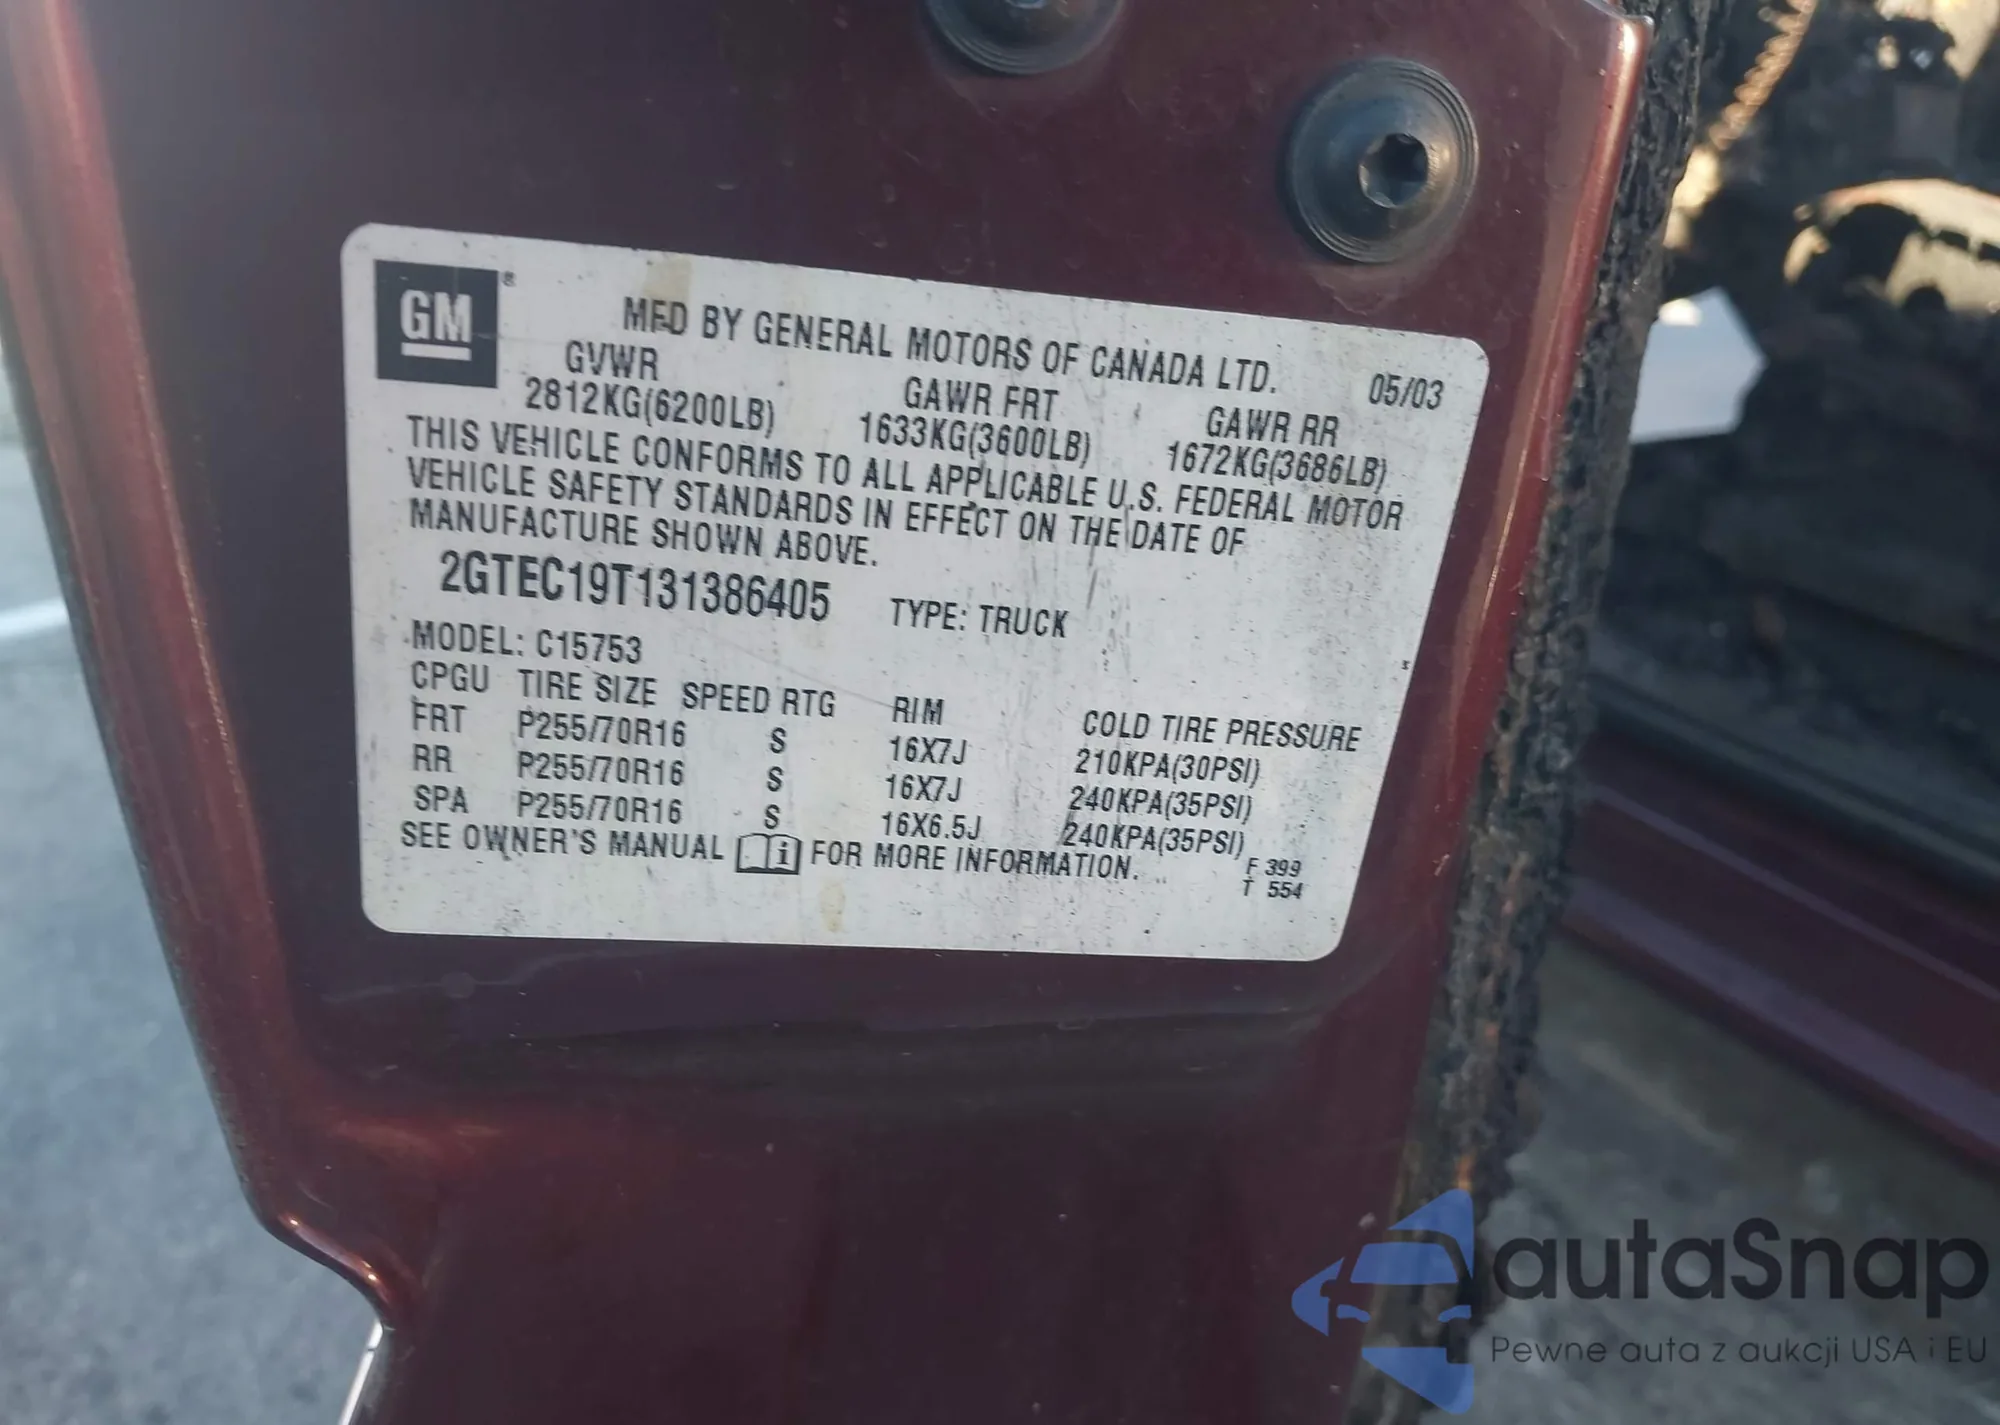 GM®
MFD BY GENERAL MOTORS OF CANADA LTD. 05/03
GVWR GAWR FRT GAWR RR
2812KG(6200LB) 1633KG(3600LB) 1672KG(3686LB)
THIS VEHICLE CONFORMS TO ALL APPLICABLE U.S. FEDERAL MOTOR
VEHICLE SAFETY STANDARDS IN EFFECT ON THE DATE OF
MANUFACTURE SHOWN ABOVE.
2GTEC19T131386405 TYPE: TRUCK
MODEL: C15753
CPGU TIRE SIZE SPEED RTG RIM COLD TIRE PRESSURE
FRT P255/70R16 S 16X7J 210KPA(30PSI)
RR P255/70R16 S 16X7J 240KPA(35PSI)
SPA P255/70R16 S 16X6.5J 240KPA(35PSI)
SEE OWNER'S MANUAL i FOR MORE INFORMATION.
F 399
T 554
autaSnap
Pewne auta z aukcji USA i EU